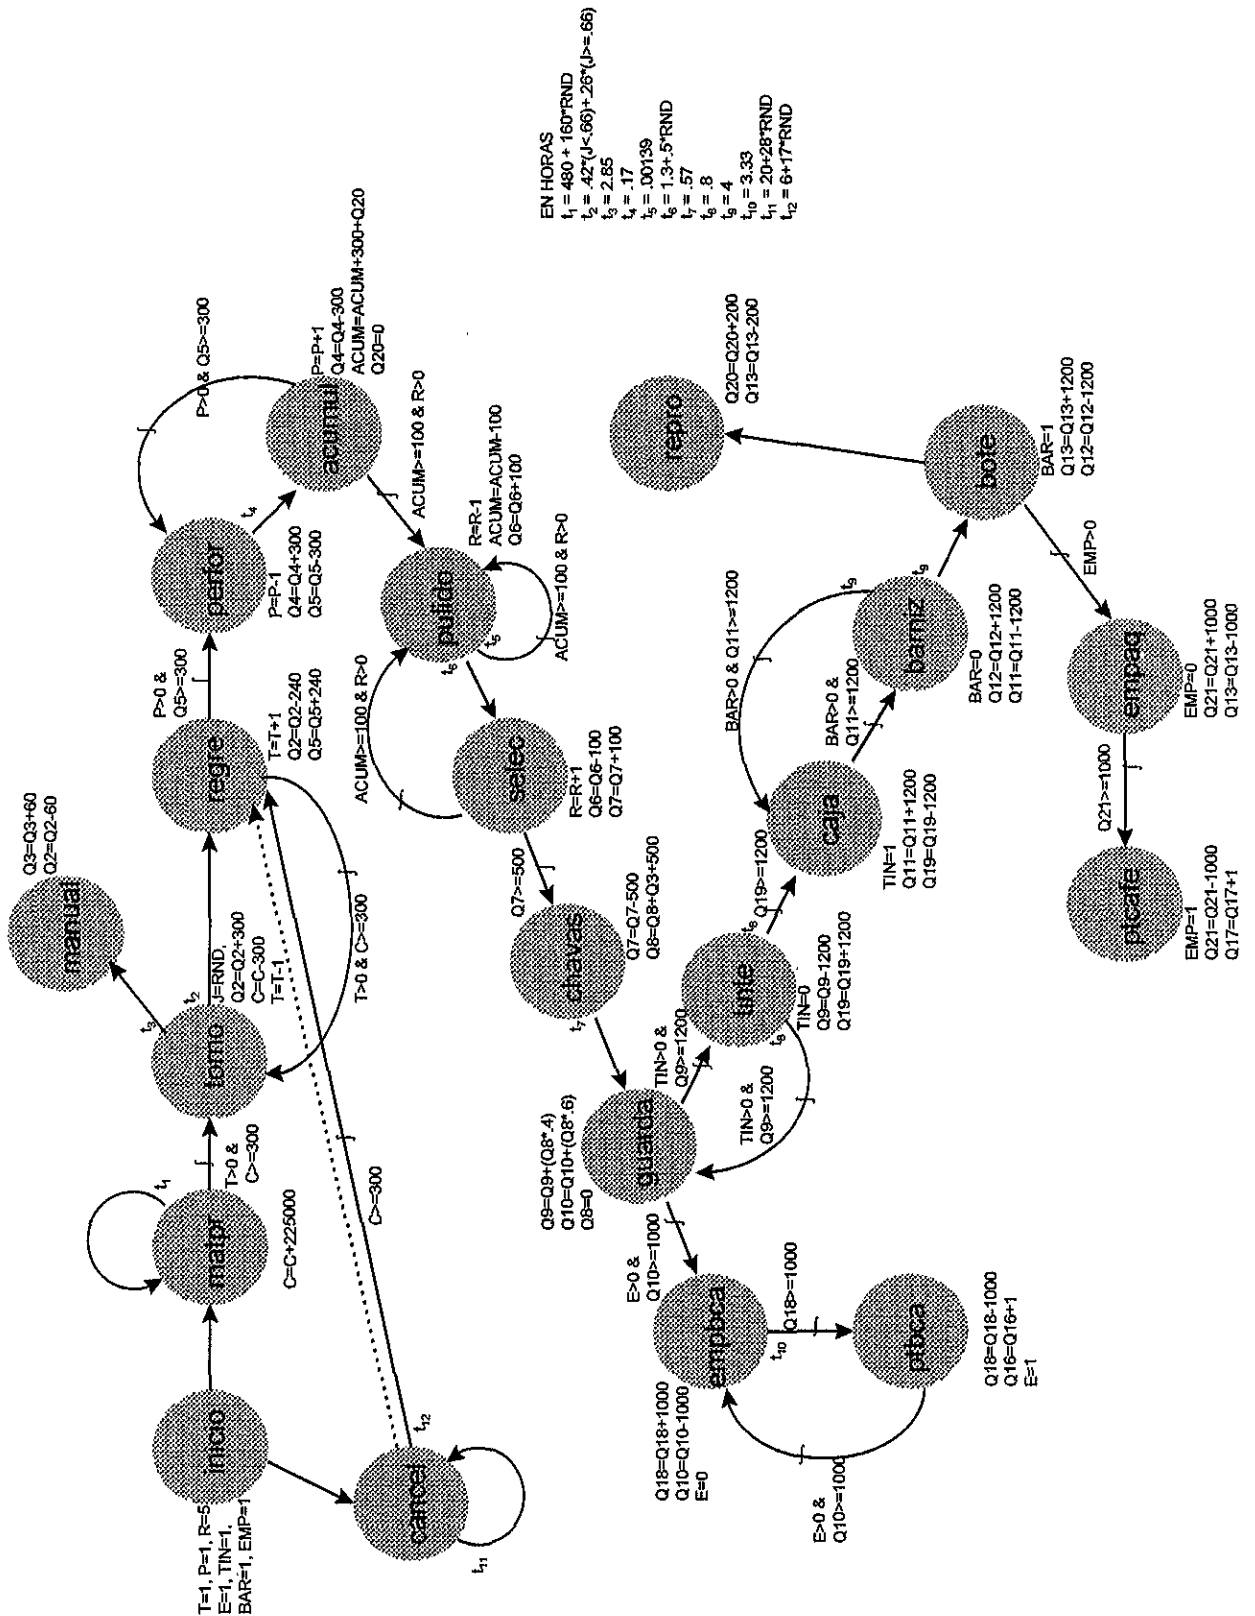 T=1, P=1, R=5
E=1, TIN=1,
BAR=1, EMP=1
inicio
matpr
C=C+225000
t1
T>0 &
C>=300
torno
t3
t2
J=RND,
Q2=Q2+300
C=C-300
T=T-1
manual
Q3=Q3+60
Q2=Q2-60
regre
T=T+1
Q2=Q2-240
Q5=Q5+240
T>0 & C>=300
C>=300
cancel
t11
t12
P>0 &
Q5>=300
perfor
P=P-1
Q4=Q4+300
Q5=Q5-300
t4
P>0 & Q5>=300
acumul
P=P+1
Q4=Q4-300
ACUM=ACUM+300+Q20
Q20=0
ACUM>=100 & R>0
pulido
R=R-1
ACUM=ACUM-100
Q6=Q6+100
t6
t5
ACUM>=100 & R>0
ACUM>=100 & R>0
selec
R=R+1
Q6=Q6-100
Q7=Q7+100
Q7>=500
chavas
Q7=Q7-500
Q8=Q8+Q3+500
t7
guarda
Q9=Q9+(Q8*.4)
Q10=Q10+(Q8*.6)
Q8=0
TIN>0 &
Q9>=1200
TIN>0 &
Q9>=1200
tinte
t8
t8
TIN=0
Q9=Q9-1200
Q19=Q19+1200
Q19>=1200
caja
TIN=1
Q11=Q11+1200
Q19=Q19-1200
BAR>0 &
Q11>=1200
BAR>0 & Q11>=1200
barniz
t9
t9
BAR=0
Q12=Q12+1200
Q11=Q11-1200
bote
BAR=1
Q13=Q13+1200
Q12=Q12-1200
repro
Q20=Q20+200
Q13=Q13-200
EMP>0
empaq
EMP=0
Q21=Q21+1000
Q13=Q13-1000
Q21>=1000
ptcafe
EMP=1
Q21=Q21-1000
Q17=Q17+1
E>0 &
Q10>=1000
empbca
Q18=Q18+1000
Q10=Q10-1000
E=0
t10
Q18>=1000
ptbca
Q18=Q18-1000
Q16=Q16+1
E=1
E>0 &
Q10>=1000
EN HORAS
t1 = 480 + 160*RND
t2 = .42*(J<.66)+.26*(J>=.66)
t3 = 2.85
t4 = .17
t5 = .00139
t6 = 1.3+.5*RND
t7 = .57
t8 = .8
t9 = 4
t10 = 3.33
t11 = 20+28*RND
t12 = 6+17*RND